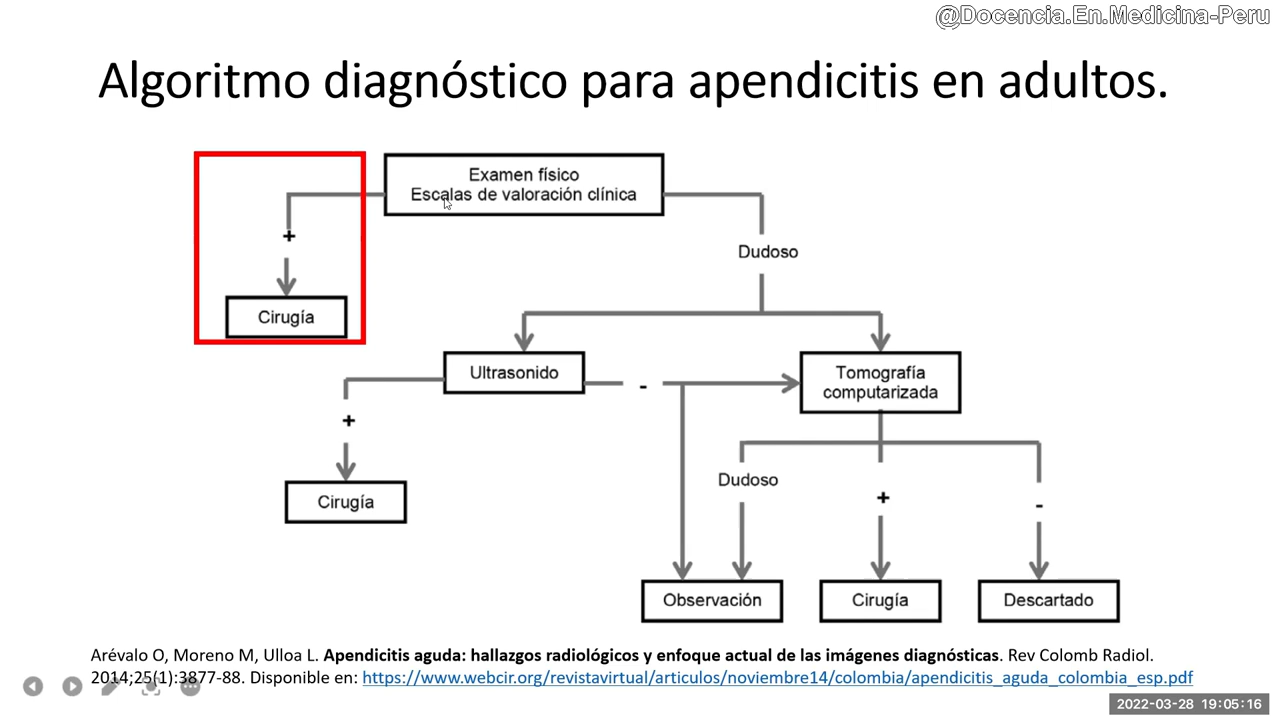 @Docencia.En.Medicina-Peru
Algoritmo diagnóstico para apendicitis en adultos.
Examen físico
Escalas de valoración clínica
+
Dudoso
Cirugía
Ultrasonido
-
Tomografía
computarizada
+
Cirugía
Dudoso
+
-
Observación
Cirugía
Descartado
Arévalo O, Moreno M, Ulloa L. Apendicitis aguda: hallazgos radiológicos y enfoque actual de las imágenes diagnósticas. Rev Colomb Radiol.
2014;25(1):3877-88. Disponible en: https://www.webcir.org/revistavirtual/articulos/noviembre14/colombia/apendicitis_aguda_colombia_esp.pdf
2022-03-28 19:05:16